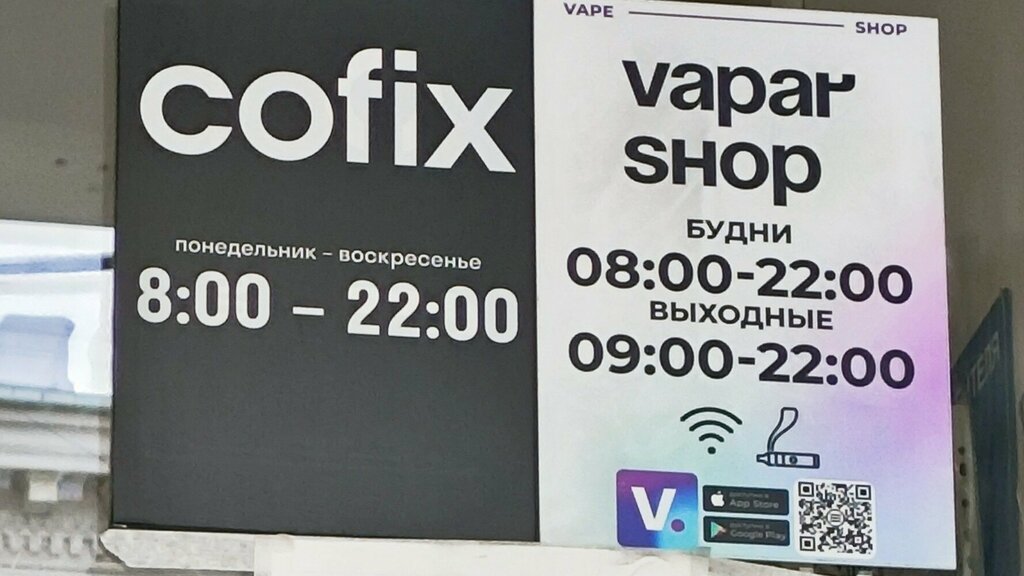 cofix
понедельник – воскресенье
8:00 – 22:00
VAPE SHOP
vapar
SHOP
БУДНИ
08:00-22:00
ВЫХОДНЫЕ
09:00-22:00
V.
App Store
Google Play